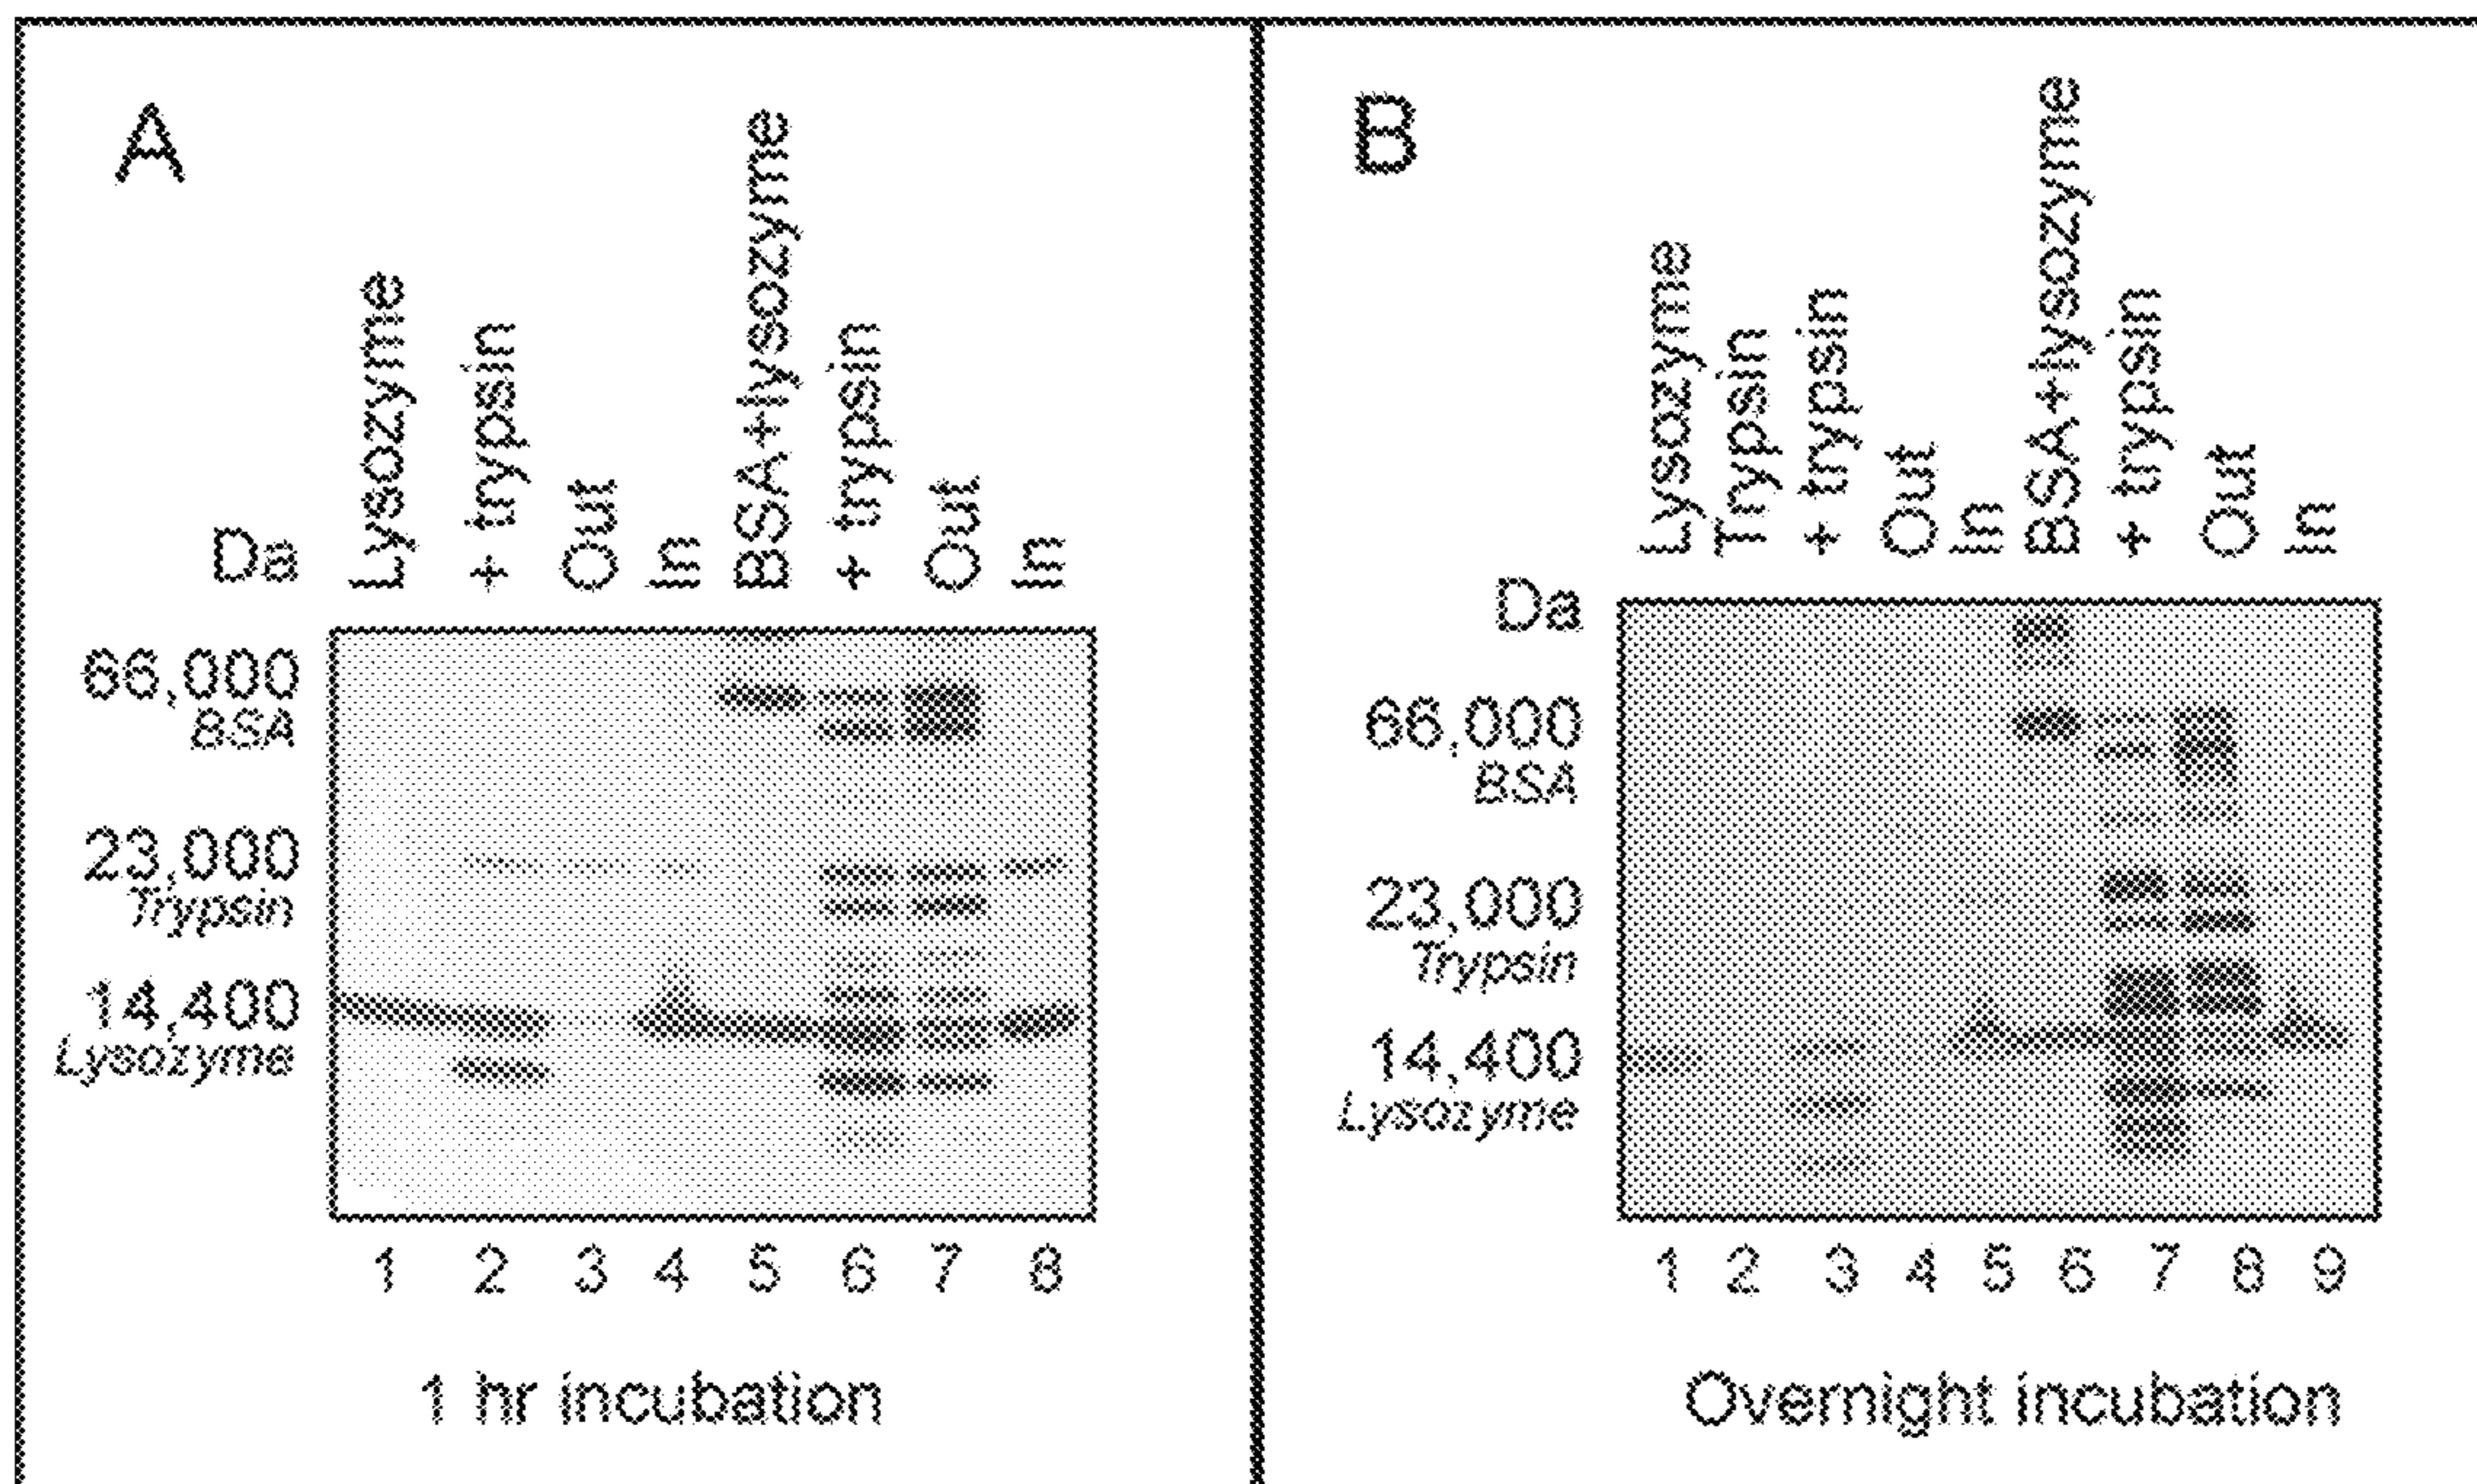 A
Lysozyme
+ trypsin
Out
In
BSA+lysozyme
+ trypsin
Out
In
Da
66,000
BSA
23,000
Trypsin
14,400
Lysozyme
1 2 3 4 5 6 7 8
1 hr incubation
B
Lysozyme
Trypsin
+ trypsin
Out
In
BSA+lysozyme
+ trypsin
Out
In
Da
66,000
BSA
23,000
Trypsin
14,400
Lysozyme
1 2 3 4 5 6 7 8 9
Overnight incubation